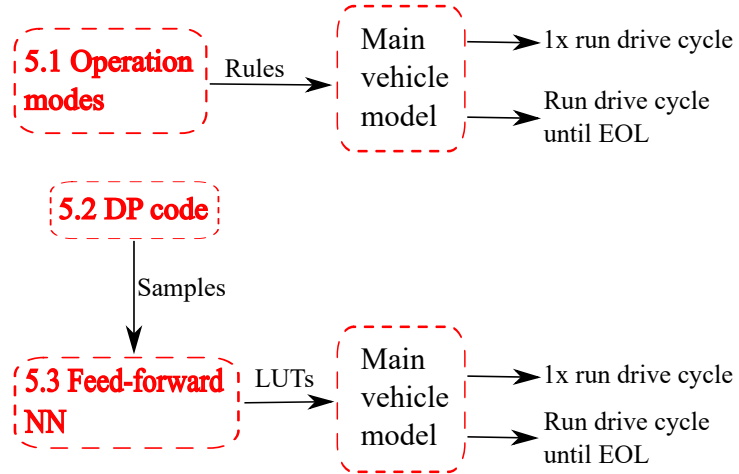 5.1 Operation
modes
Rules
Main
vehicle
model
1x run drive cycle
Run drive cycle
until EOL
5.2 DP code
Samples
5.3 Feed-forward
NN
LUTs
Main
vehicle
model
1x run drive cycle
Run drive cycle
until EOL